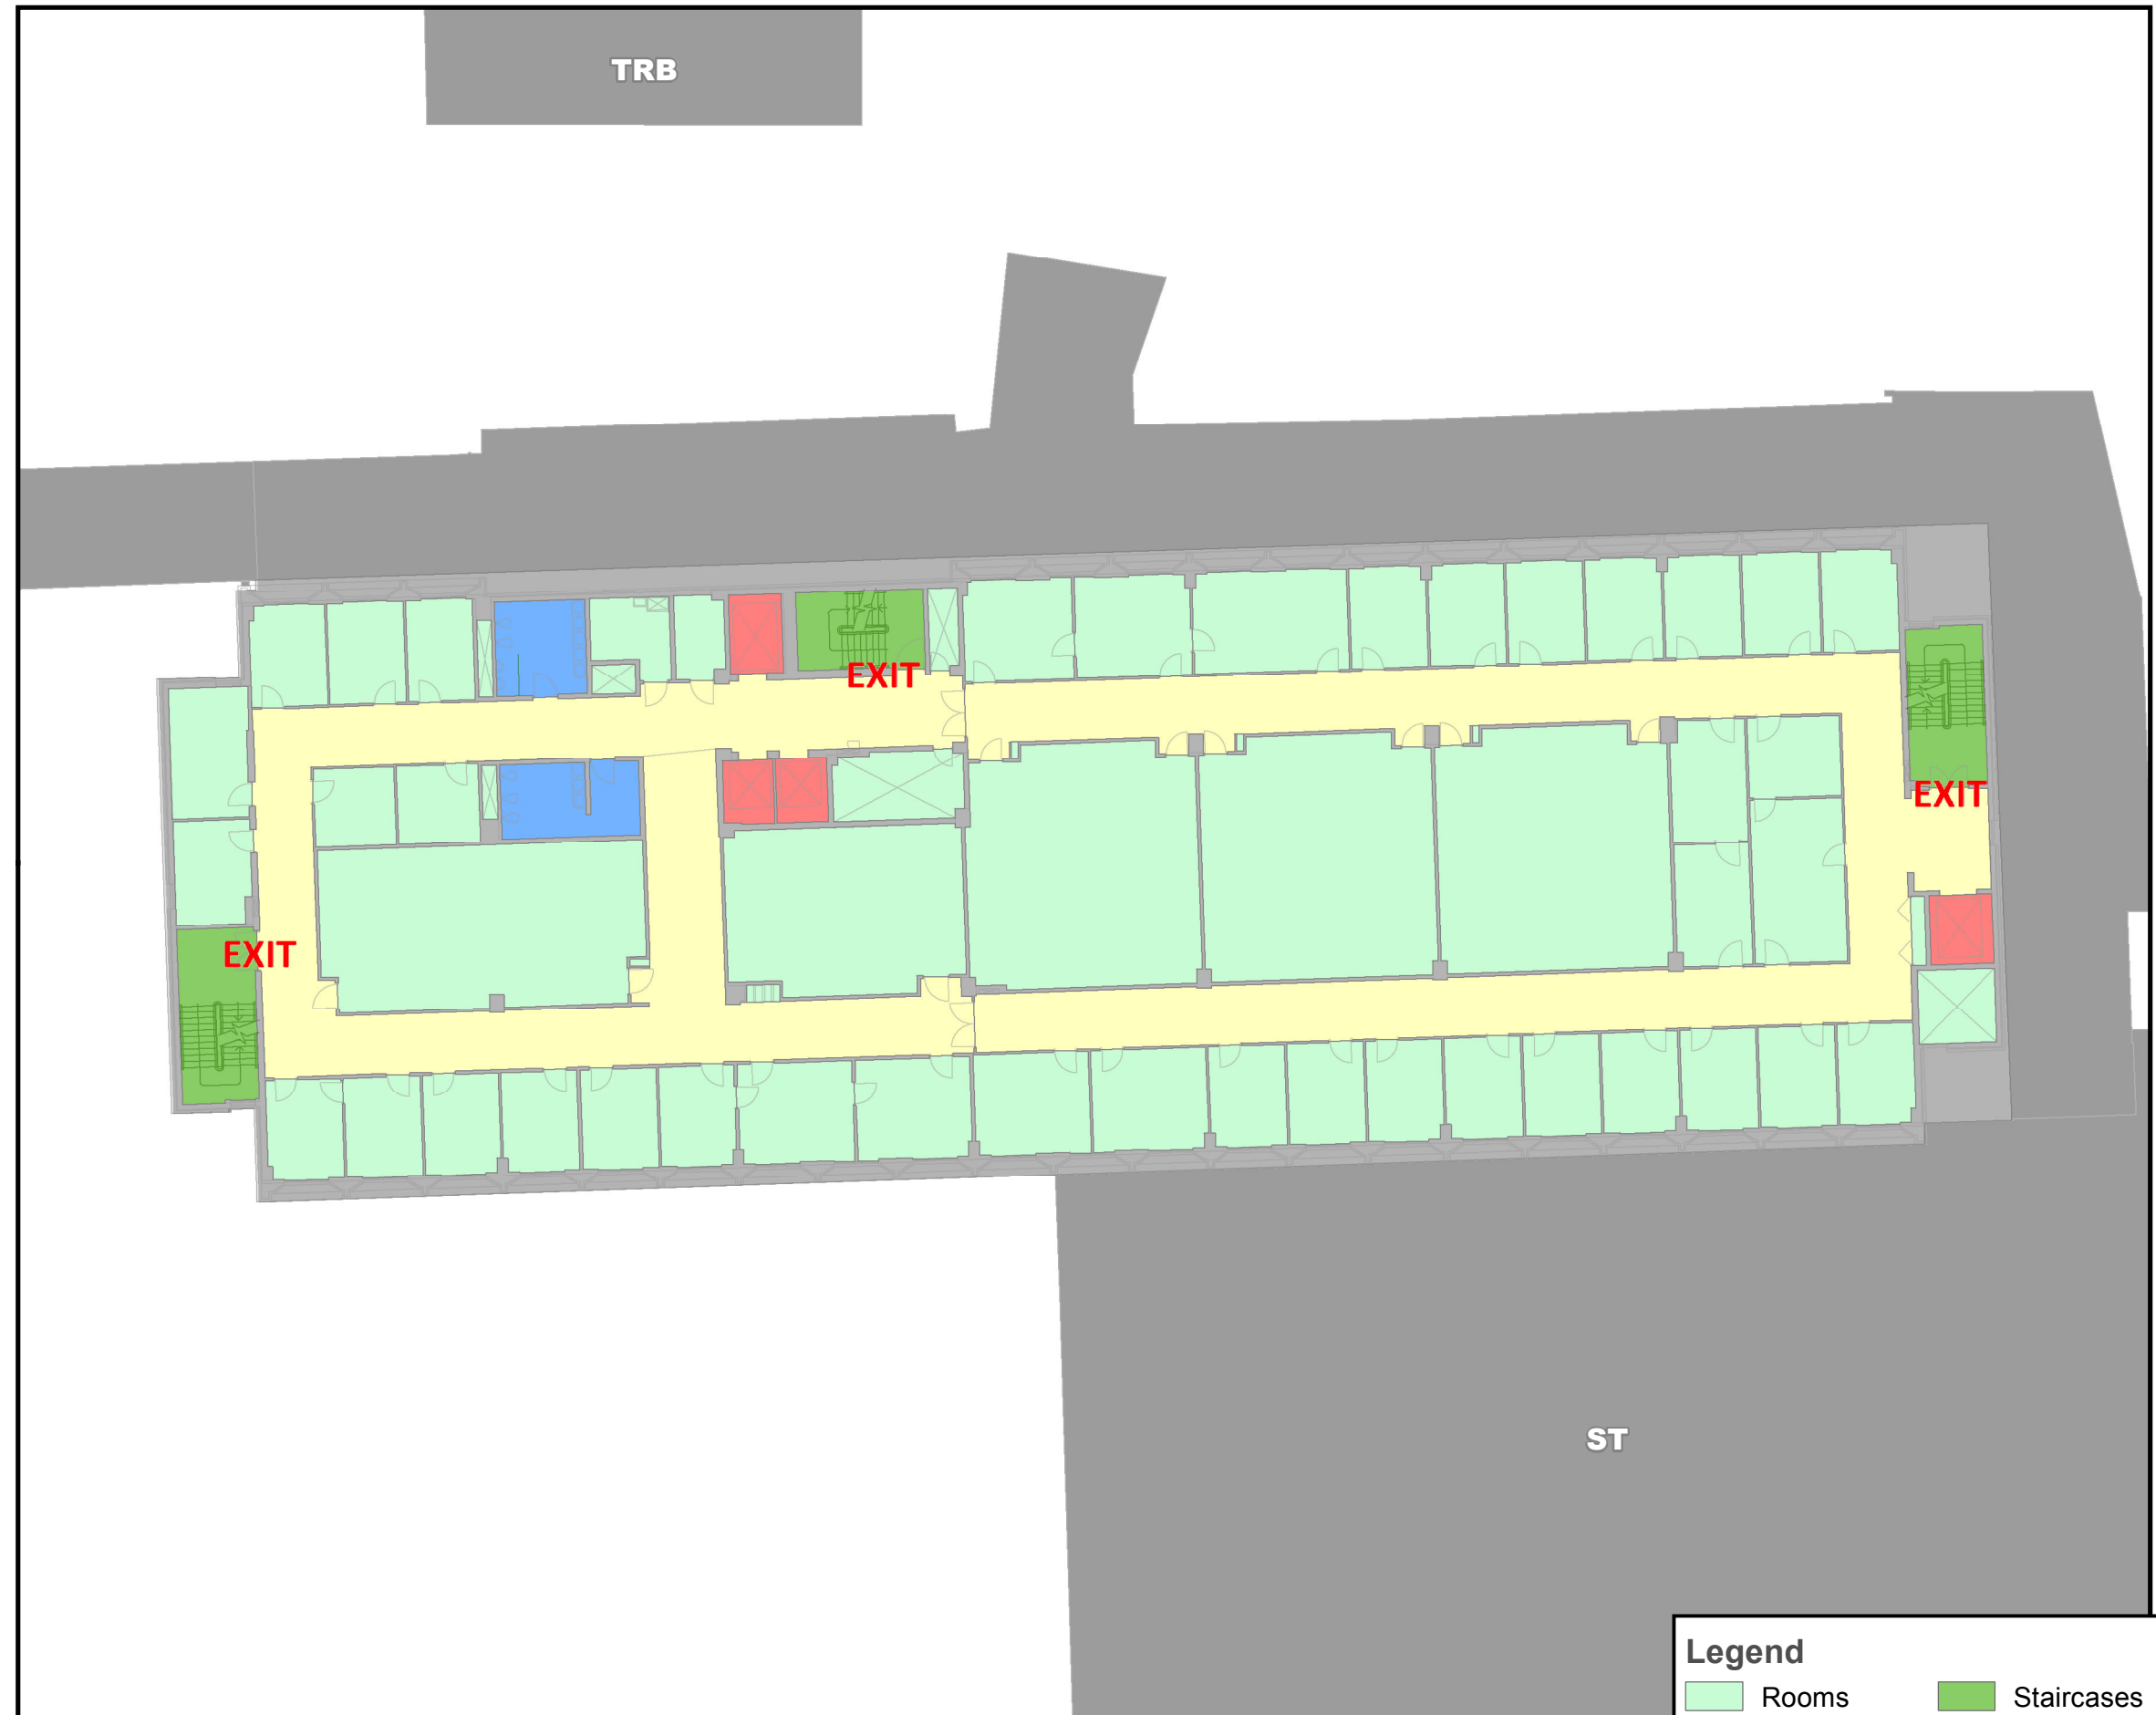 TRB
EXIT
EXIT
EXIT
ST
Legend
Rooms
Staircases